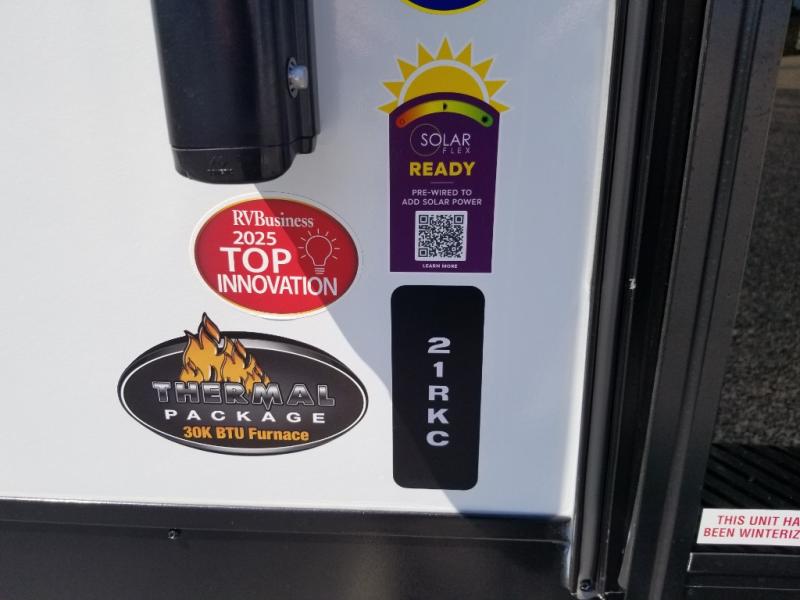 SOLAR
FLEX
READY
PRE-WIRED TO
ADD SOLAR POWER
LEARN MORE
RVBusiness
2025
TOP
INNOVATION
THERMAL
PACKAGE
30K BTU Furnace
21RKC
THIS UNIT HA
BEEN WINTERIZ